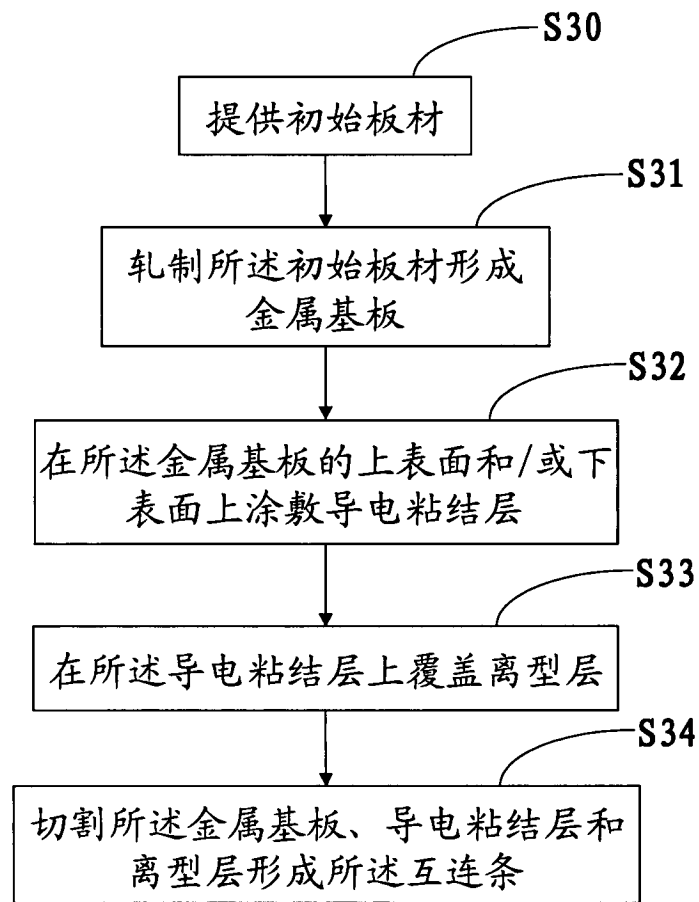 S30
提供初始板材
S31
轧制所述初始板材形成
金属基板
S32
在所述金属基板的上表面和/或下
表面上涂敷导电粘结层
S33
在所述导电粘结层上覆盖离型层
S34
切割所述金属基板、导电粘结层和
离型层形成所述互连条